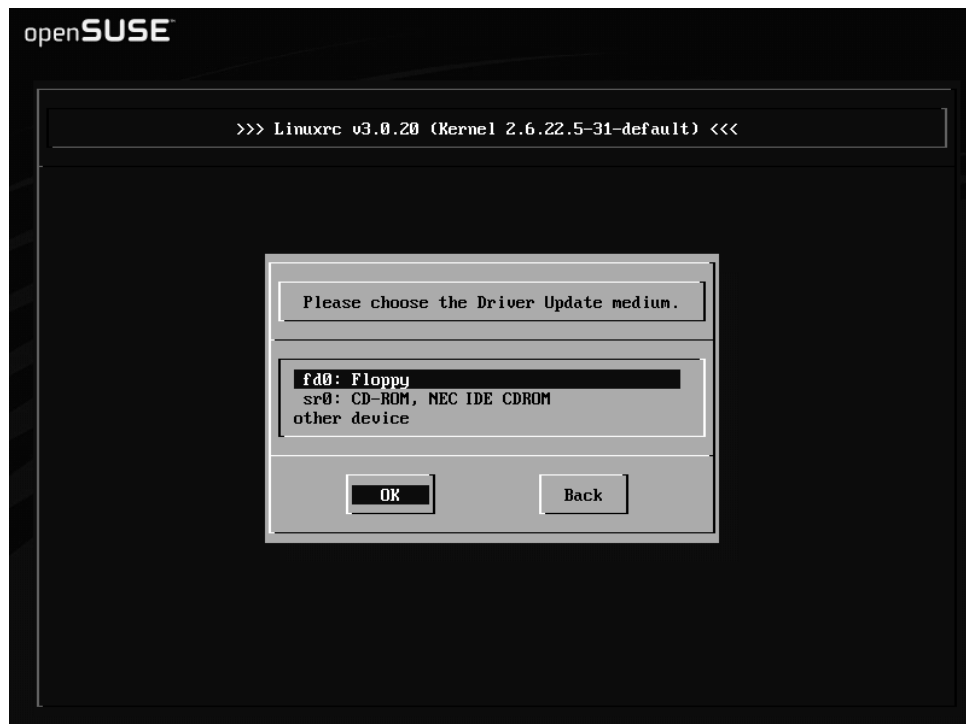 openSUSE
>>> Linuxrc v3.0.20 (Kernel 2.6.22.5-31-default) <<<
Please choose the Driver Update medium.
fd0: Floppy
sr0: CD-ROM, NEC IDE CDROM
other device
OK Back